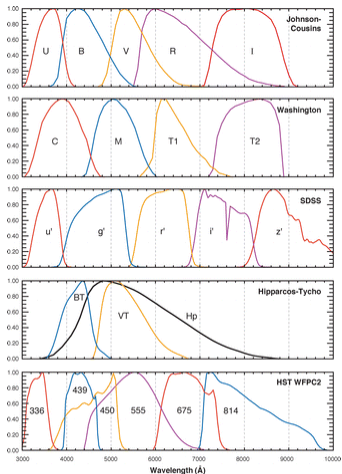 1.00
Johnson-
Cousins
0.80
0.60
U B V R I
0.40
0.20
0.00
1.00
Washington
0.80
0.60
C M T1 T2
0.40
0.20
0.00
1.00
SDSS
0.80
0.60
u' g' r' i' z'
0.40
0.20
0.00
1.00
Hipparcos-Tycho
0.80
BT
VT Hp
0.60
0.40
0.20
0.00
1.00
HST WFPC2
0.80
439
0.60
336 450 555 675 814
0.40
0.20
0.00
3000 4000 5000 6000 7000 8000 9000 10000
Wavelength (Å)